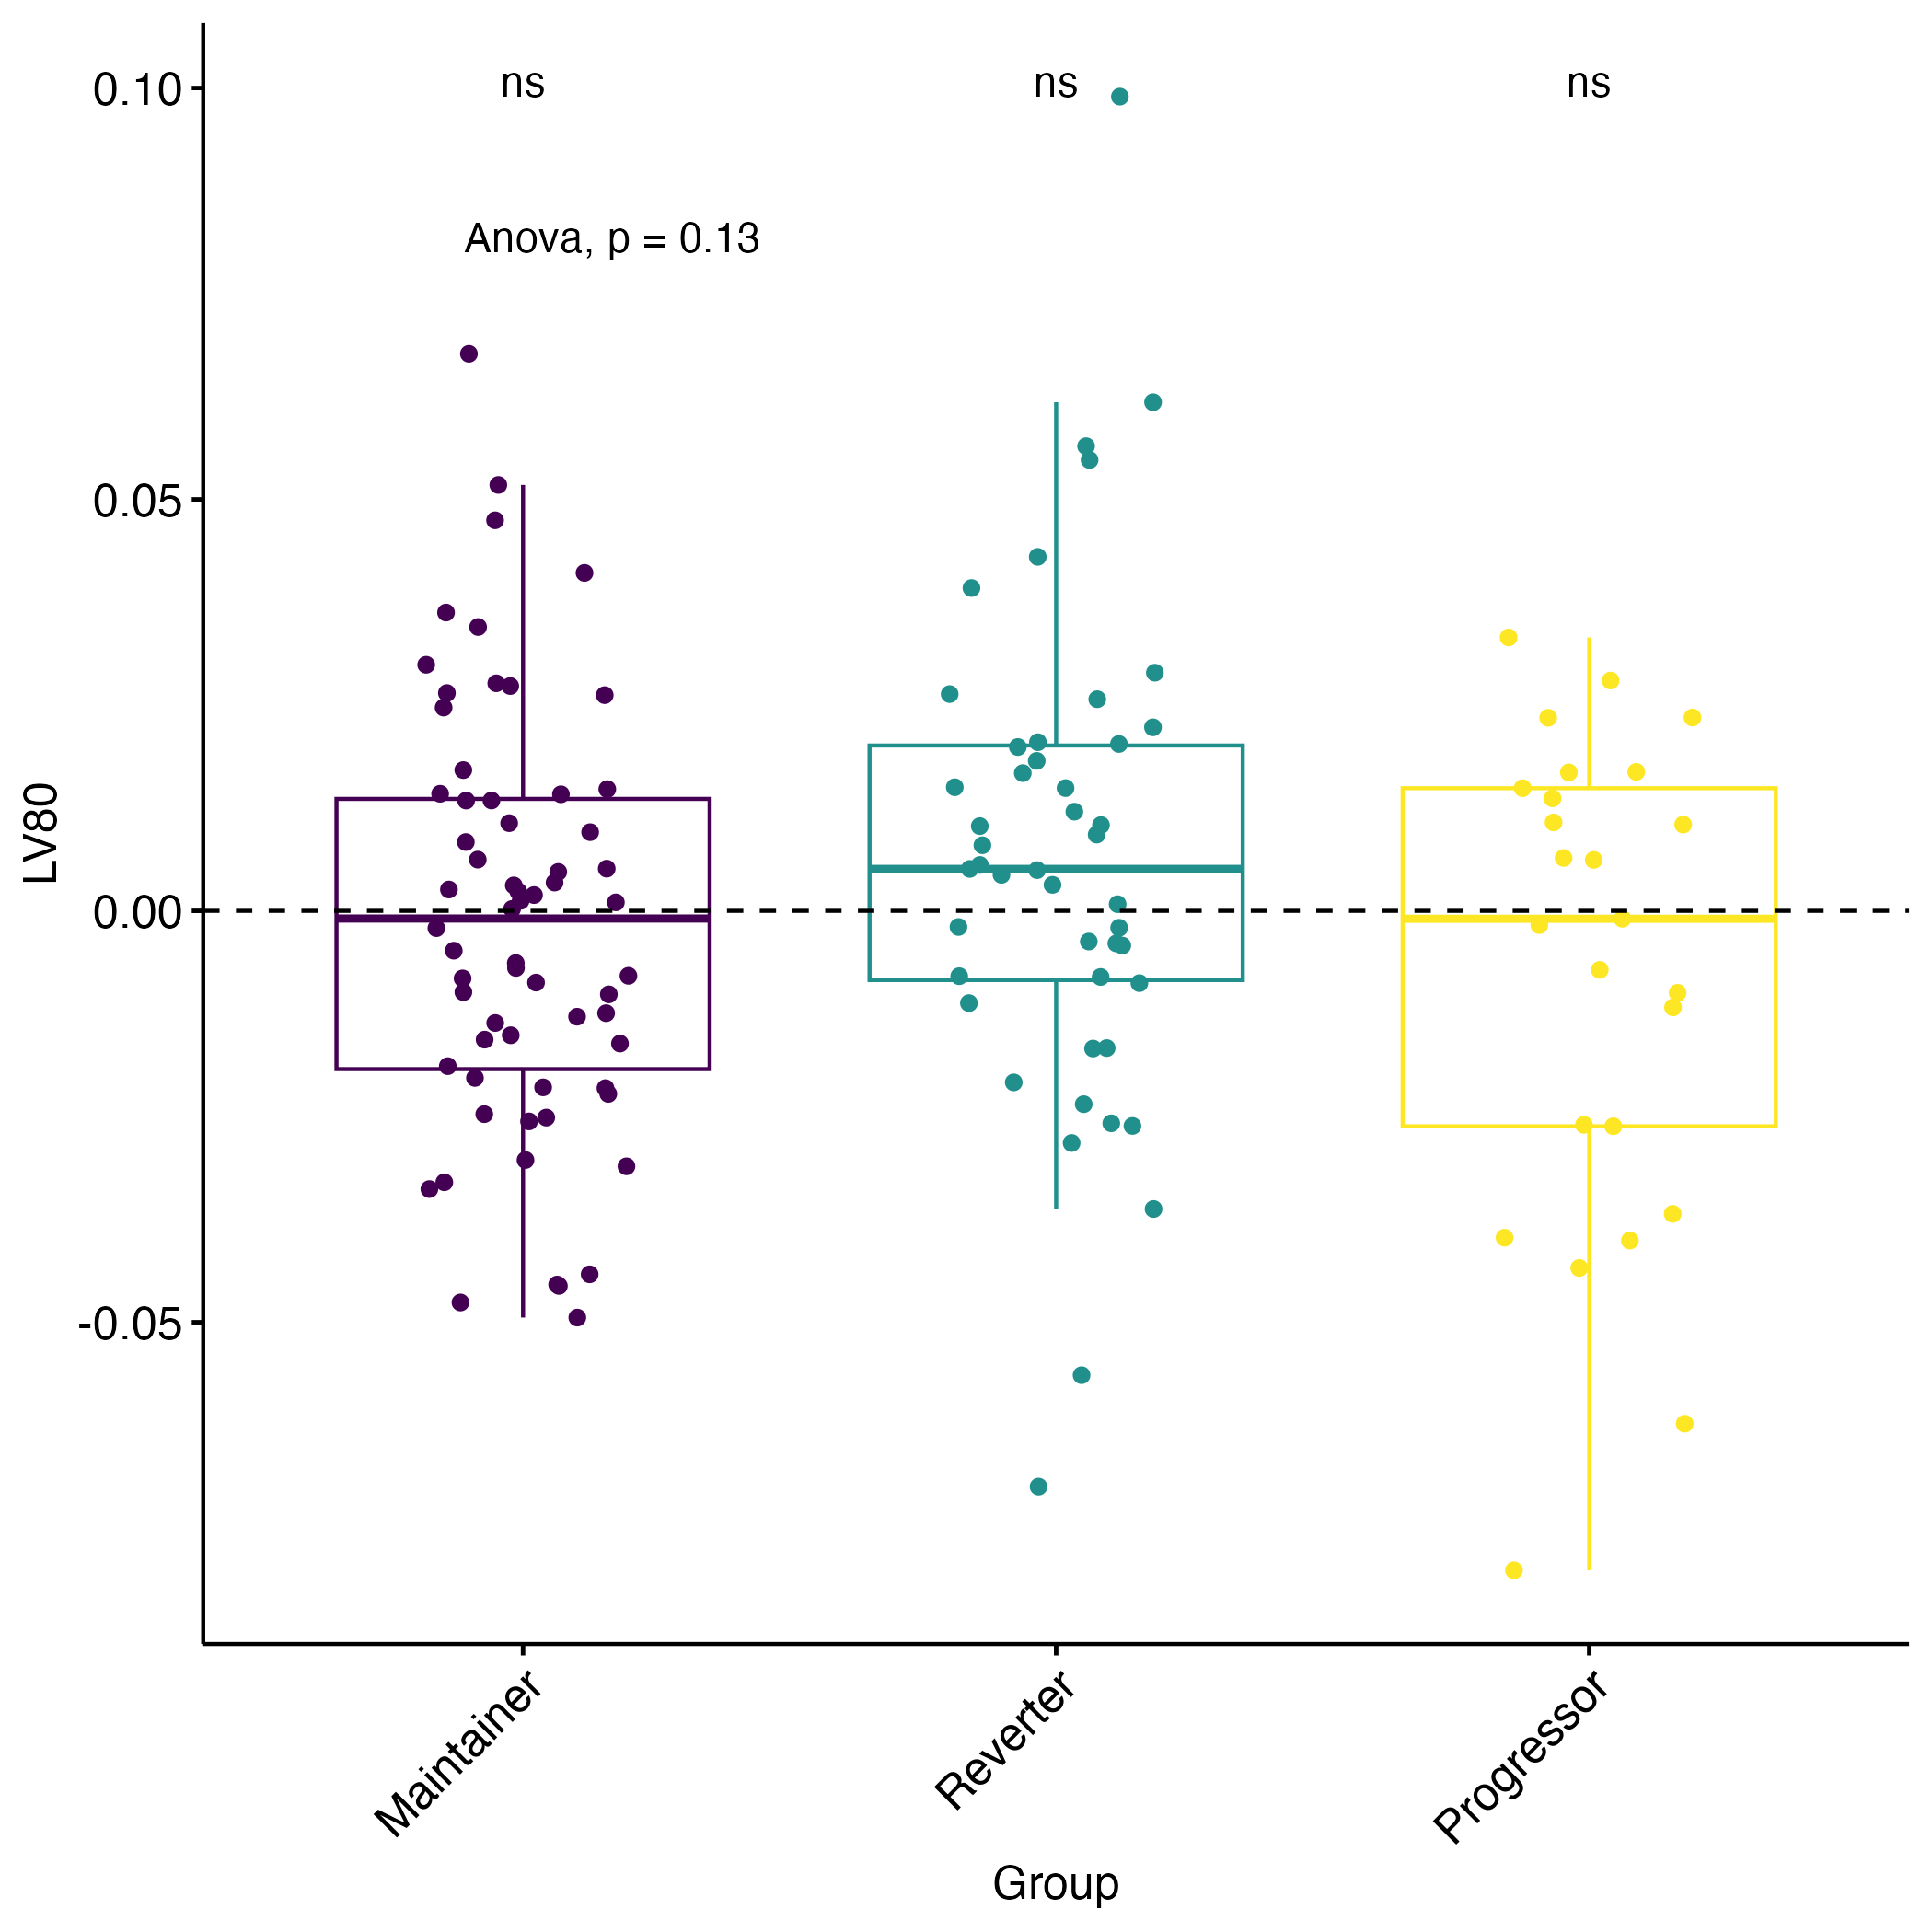 ns ns ns
Anova, p = 0.13
0.10
0.05
0.00
-0.05
LV80
Maintainer
Reverter
Progressor
Group